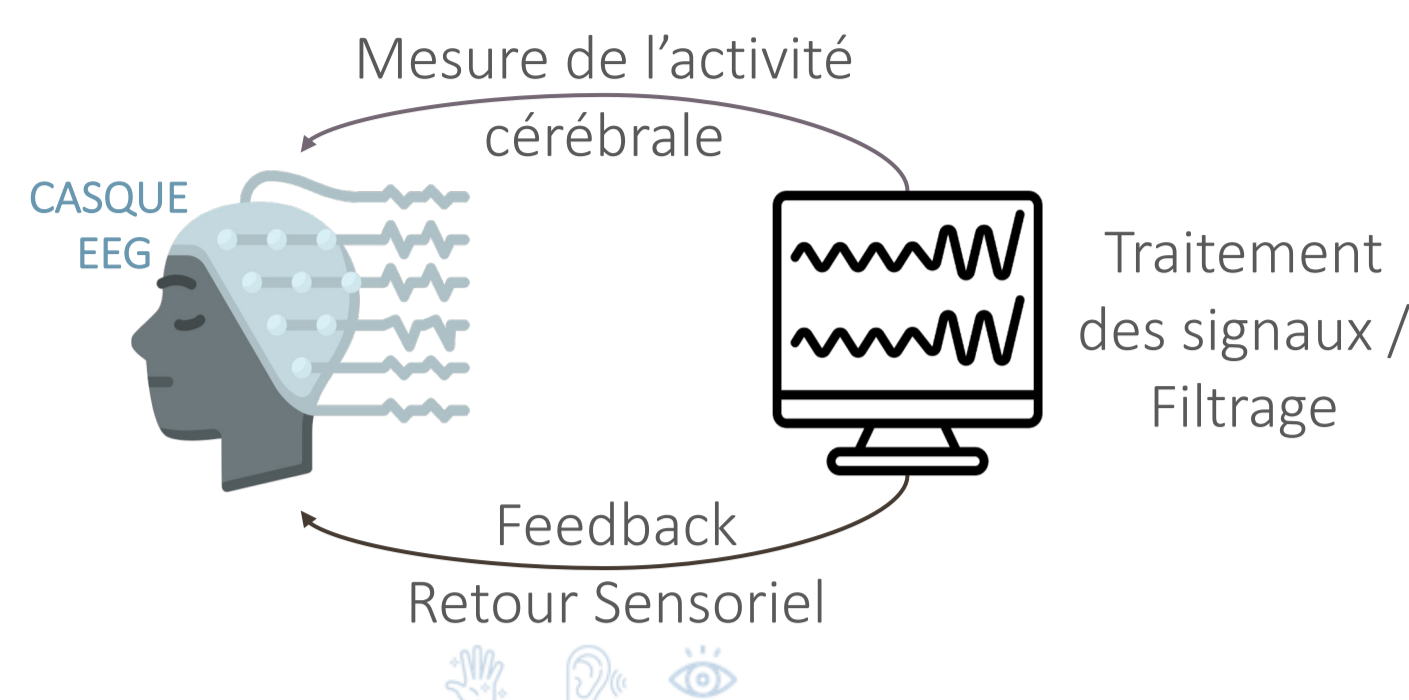 Mesure de l’activité
cérébrale
CASQUE
EEG
Traitement
des signaux /
Filtrage
Feedback
Retour Sensoriel